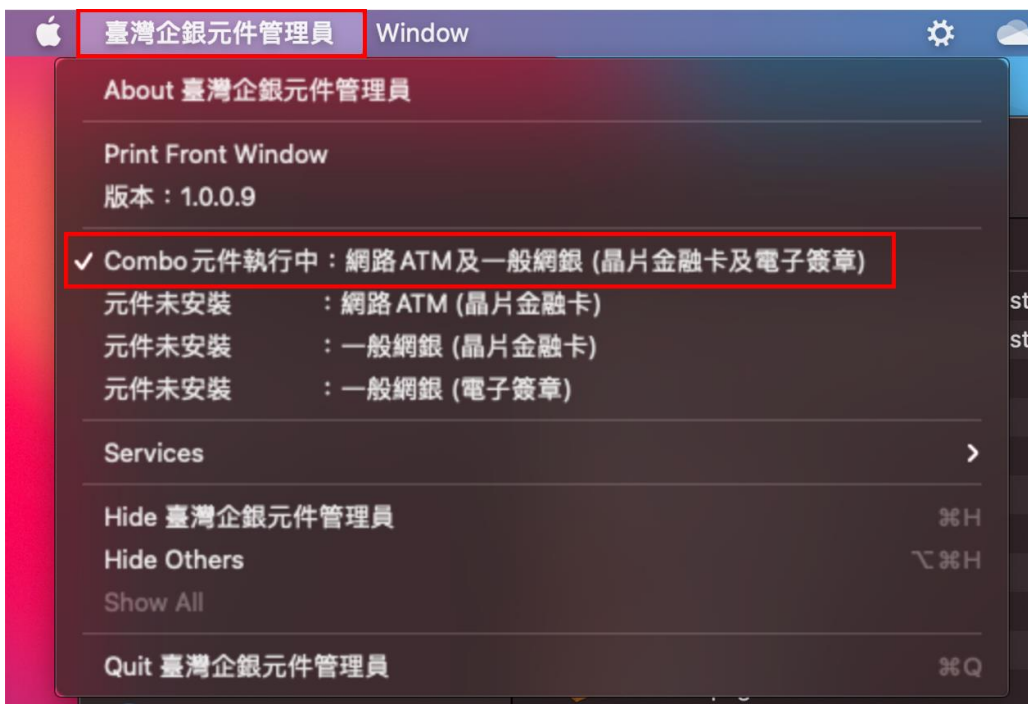 臺灣企銀元件管理員 Window
About 臺灣企銀元件管理員
Print Front Window
版本：1.0.0.9
✓ Combo元件執行中：網路ATM及一般網銀 (晶片金融卡及電子簽章)
元件未安裝 ：網路ATM (晶片金融卡)
元件未安裝 ：一般網銀 (晶片金融卡)
元件未安裝 ：一般網銀 (電子簽章)
Services
Hide 臺灣企銀元件管理員 ⌘H
Hide Others ⌥⌘H
Show All
Quit 臺灣企銀元件管理員 ⌘Q